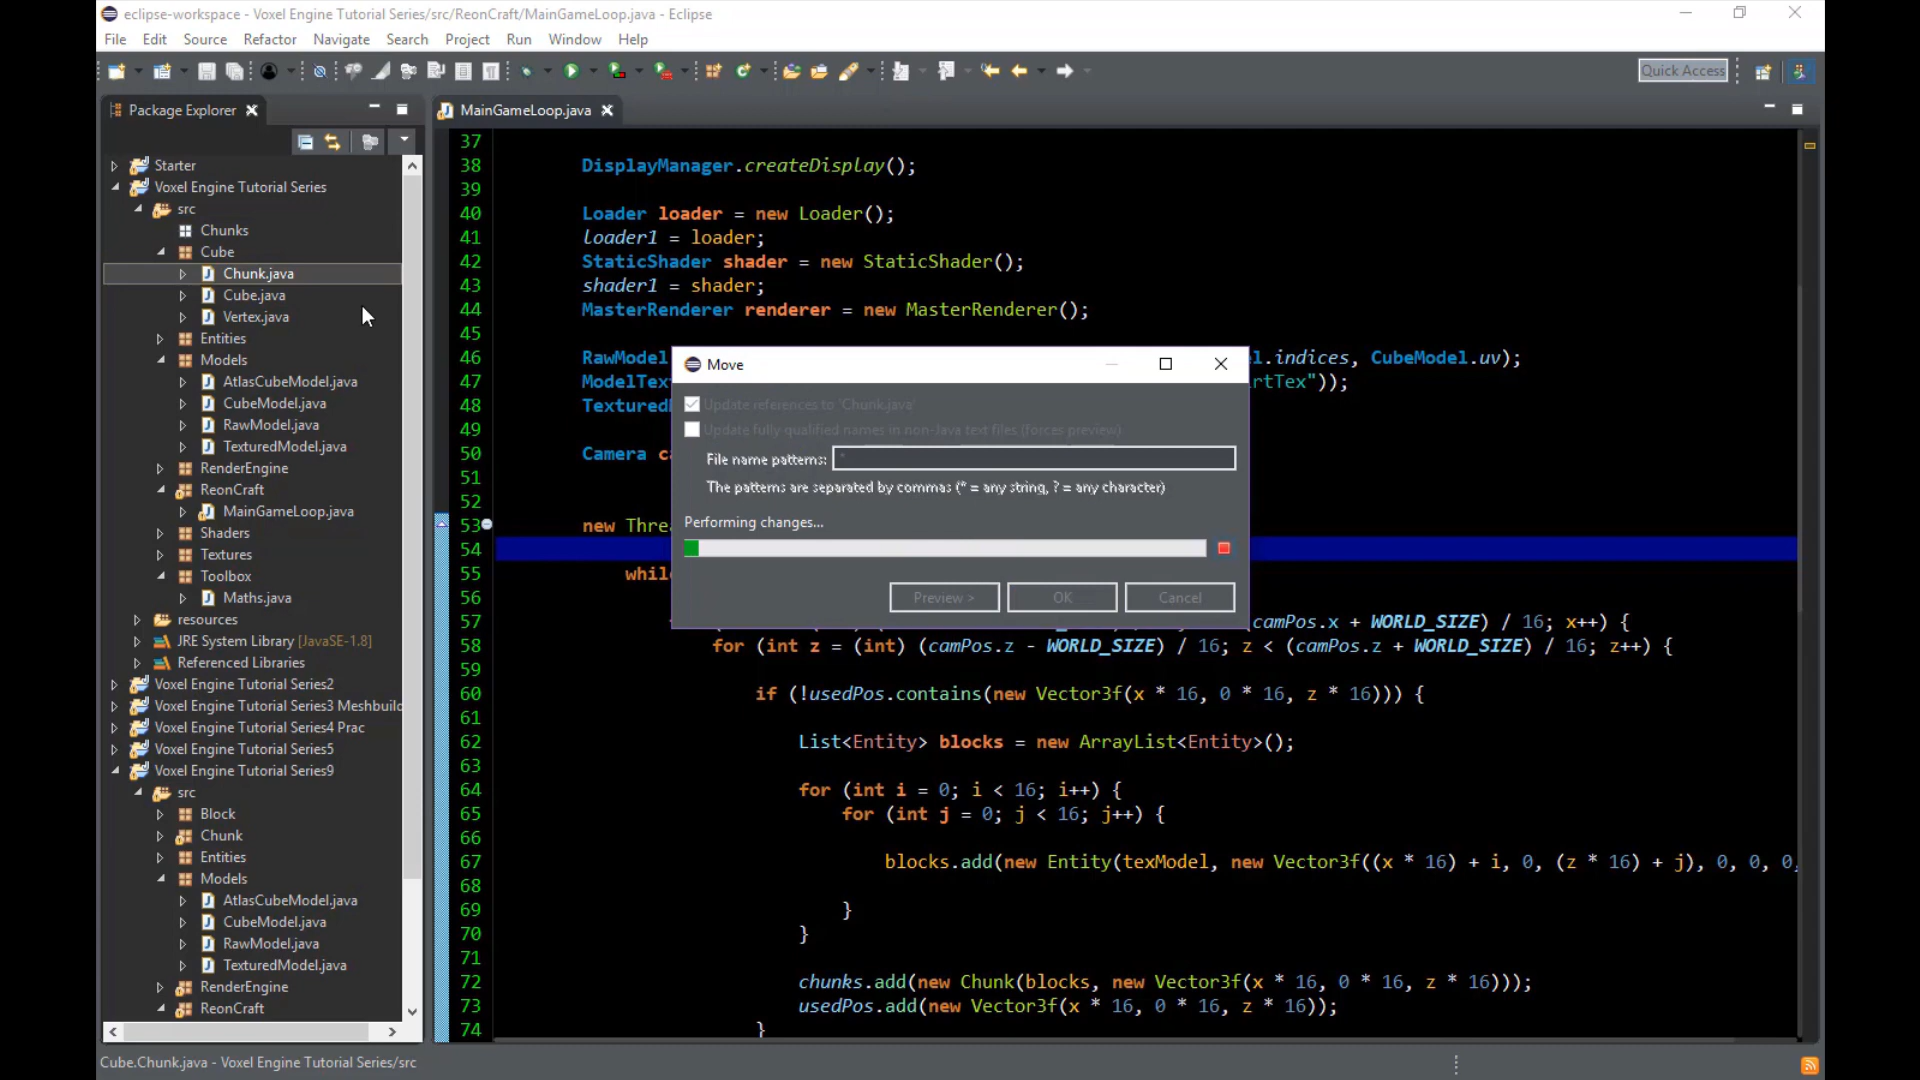 eclipse-workspace - Voxel Engine Tutorial Series/src/ReonCraft/MainGameLoop.java - Eclipse
File Edit Source Refactor Navigate Search Project Run Window Help
Quick Access
Package Explorer
MainGameLoop.java
Starter
Voxel Engine Tutorial Series
src
Chunks
Cube
Chunk.java
Cube.java
Vertex.java
Entities
Models
AtlasCubeModel.java
CubeModel.java
RawModel.java
TexturedModel.java
RenderEngine
ReonCraft
MainGameLoop.java
Shaders
Textures
Toolbox
Maths.java
resources
JRE System Library [JavaSE-1.8]
Referenced Libraries
Voxel Engine Tutorial Series2
Voxel Engine Tutorial Series3 Meshbuild
Voxel Engine Tutorial Series4 Prac
Voxel Engine Tutorial Series5
Voxel Engine Tutorial Series9
src
Block
Chunk
Entities
Models
AtlasCubeModel.java
CubeModel.java
RawModel.java
TexturedModel.java
RenderEngine
ReonCraft
37
38 DisplayManager.createDisplay();
39
40 Loader loader = new Loader();
41 loader1 = loader;
42 StaticShader shader = new StaticShader();
43 shader1 = shader;
44 MasterRenderer renderer = new MasterRenderer();
45
46 RawModel l.indices, CubeModel.uv);
47 ModelTex rtTex"));
48 Textured
49
50 Camera c
51
52
53 new Thre
54
55 whil
56
57 (camPos.x + WORLD_SIZE) / 16; x++) {
58 for (int z = (int) (camPos.z - WORLD_SIZE) / 16; z < (camPos.z + WORLD_SIZE) / 16; z++) {
59
60 if (!usedPos.contains(new Vector3f(x * 16, 0 * 16, z * 16))) {
61
62 List<Entity> blocks = new ArrayList<Entity>();
63
64 for (int i = 0; i < 16; i++) {
65 for (int j = 0; j < 16; j++) {
66
67 blocks.add(new Entity(texModel, new Vector3f((x * 16) + i, 0, (z * 16) + j), 0, 0, 0,
68
69 }
70 }
71
72 chunks.add(new Chunk(blocks, new Vector3f(x * 16, 0 * 16, z * 16)));
73 usedPos.add(new Vector3f(x * 16, 0 * 16, z * 16));
74 }
Move
Update references to 'Chunk.java'
Update fully qualified names in non-Java text files (forces preview)
File name patterns: *
The patterns are separated by commas (* = any string, ? = any character)
Performing changes...
Preview > OK Cancel
Cube.Chunk.java - Voxel Engine Tutorial Series/src